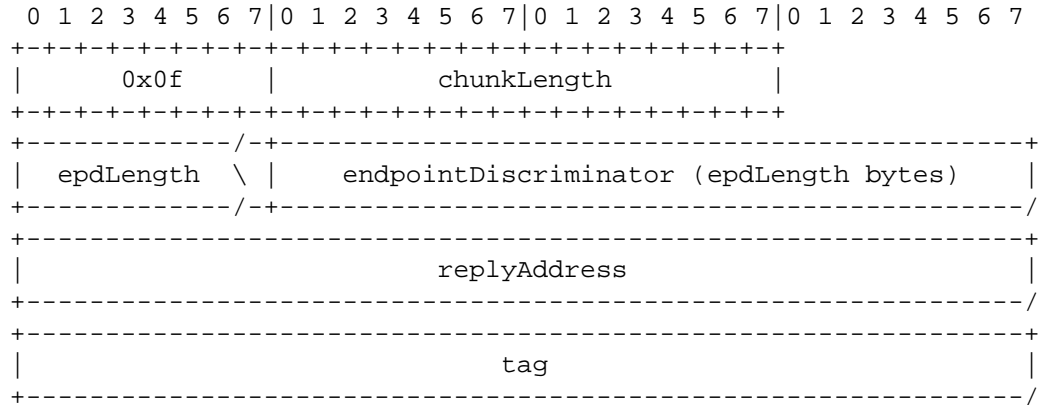 0 1 2 3 4 5 6 7|0 1 2 3 4 5 6 7|0 1 2 3 4 5 6 7|0 1 2 3 4 5 6 7
+-+-+-+-+-+-+-+-+-+-+-+-+-+-+-+-+-+-+-+-+-+-+-+-+
|      0x0f     |          chunkLength          |
+-+-+-+-+-+-+-+-+-+-+-+-+-+-+-+-+-+-+-+-+-+-+-+-+
+-------------/-+-----------------------------------------------+
|  epdLength  \ |    endpointDiscriminator (epdLength bytes)    |
+-------------/-+-----------------------------------------------/
+---------------------------------------------------------------+
|                          replyAddress                         |
+---------------------------------------------------------------/
+---------------------------------------------------------------+
|                              tag                              |
+---------------------------------------------------------------/